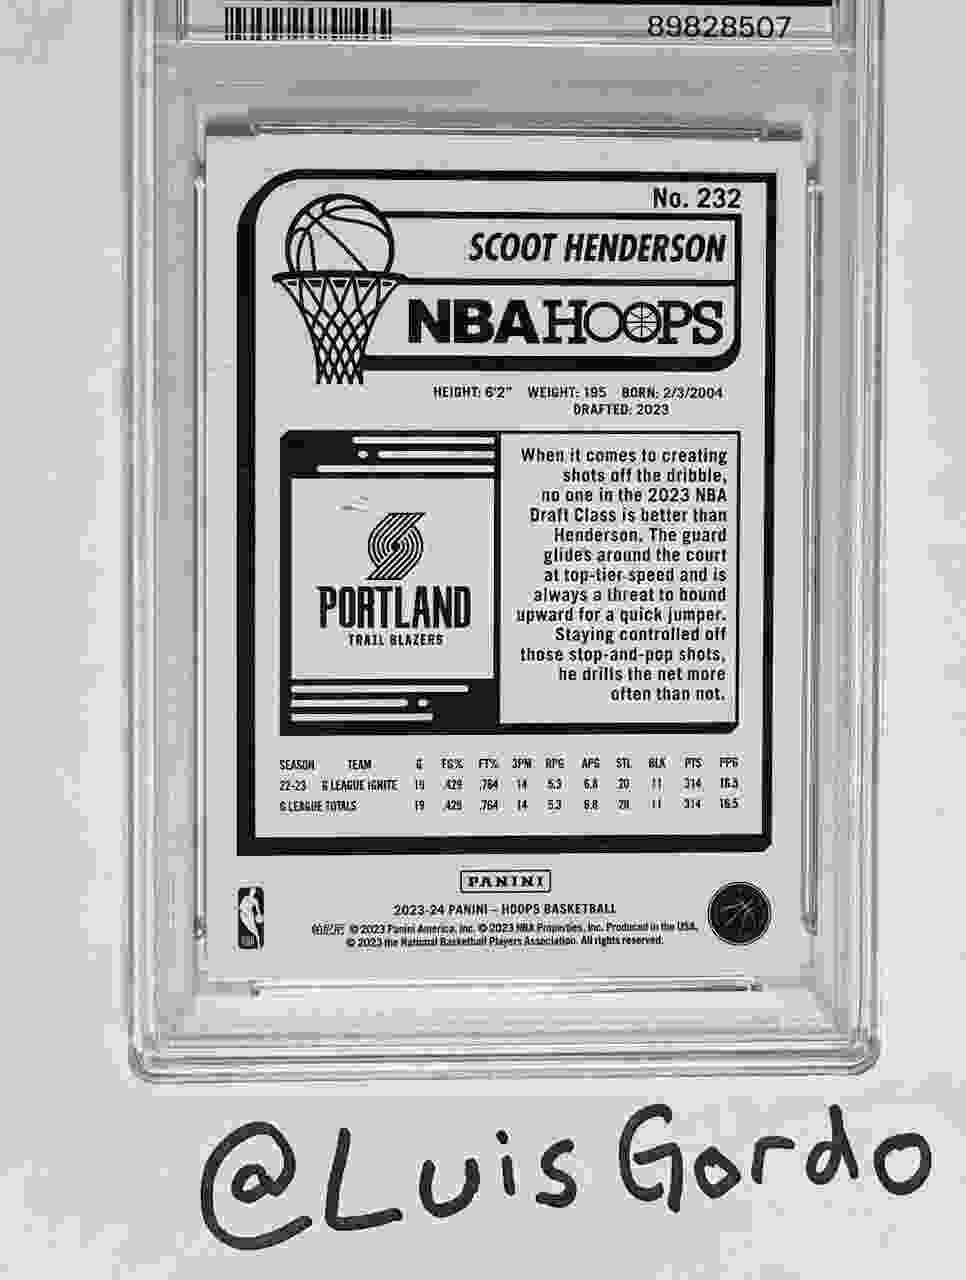 89828507
No. 232
SCOOT HENDERSON
NBA HOOPS
HEIGHT: 6'2" WEIGHT: 195 BORN: 2/3/2004
DRAFTED: 2023
When it comes to creating
shots off the dribble,
no one in the 2023 NBA
Draft Class is better than
Henderson. The guard
glides around the court
at top-tier speed and is
always a threat to bound
upward for a quick jumper.
Staying controlled off
those stop-and-pop shots,
he drills the net more
often than not.
PORTLAND
TRAIL BLAZERS
SEASON TEAM G FG% FT% 3PM RPG APG STL BLK PTS PPG
22-23 G LEAGUE IGNITE 19 .429 .764 14 5.3 6.8 20 11 314 16.5
G LEAGUE TOTALS 19 .429 .764 14 5.3 6.8 20 11 314 16.5
PANINI
2023-24 PANINI – HOOPS BASKETBALL
帕尼尼 © 2023 Panini America, Inc. © 2023 NBA Properties, Inc. Produced in the USA.
© 2023 the National Basketball Players Association. All rights reserved.
@Luis Gordo